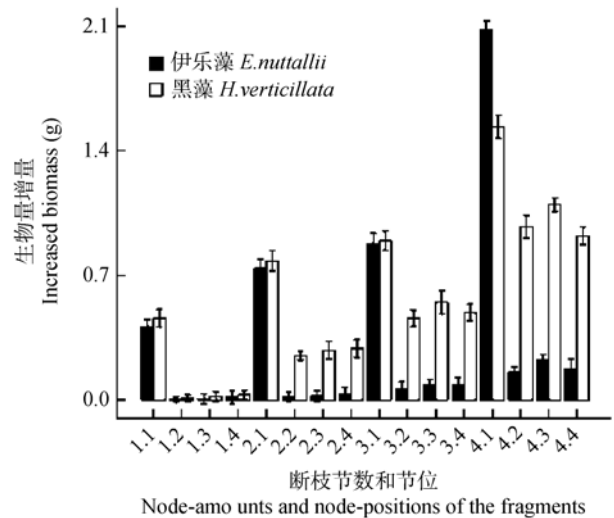 2.1
1.4
0.7
0.0
生物量增量
Increased biomass (g)
伊乐藻 E.nuttallii
黑藻 H.verticillata
1.1 1.2 1.3 1.4 2.1 2.2 2.3 2.4 3.1 3.2 3.3 3.4 4.1 4.2 4.3 4.4
断枝节数和节位
Node-amo unts and node-positions of the fragments